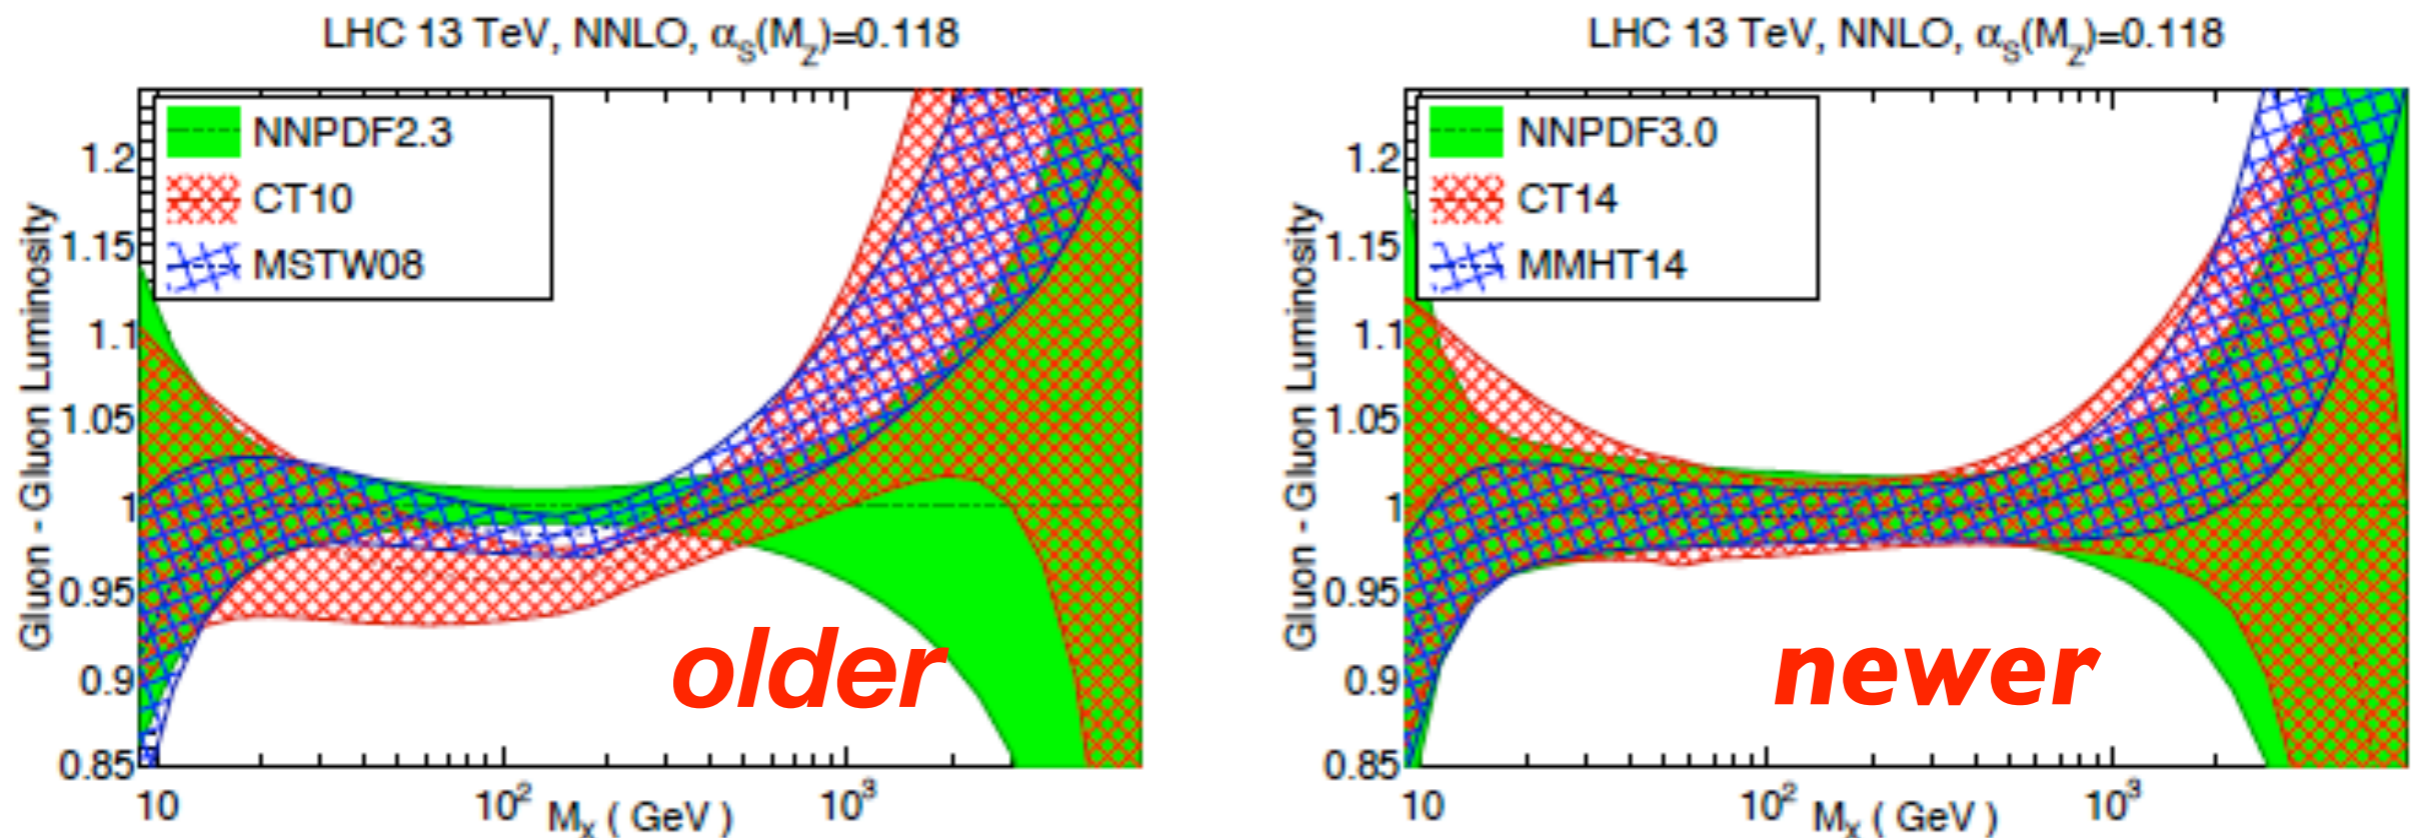 LHC 13 TeV, NNLO, αS(MZ)=0.118
NNPDF2.3
CT10
MSTW08
Gluon - Gluon Luminosity
1.2
1.15
1.1
1.05
1
0.95
0.9
0.85
10
10²
10³
MX ( GeV )
older
LHC 13 TeV, NNLO, αS(MZ)=0.118
NNPDF3.0
CT14
MMHT14
Gluon - Gluon Luminosity
1.2
1.15
1.1
1.05
1
0.95
0.9
0.85
10
10²
10³
MX ( GeV )
newer